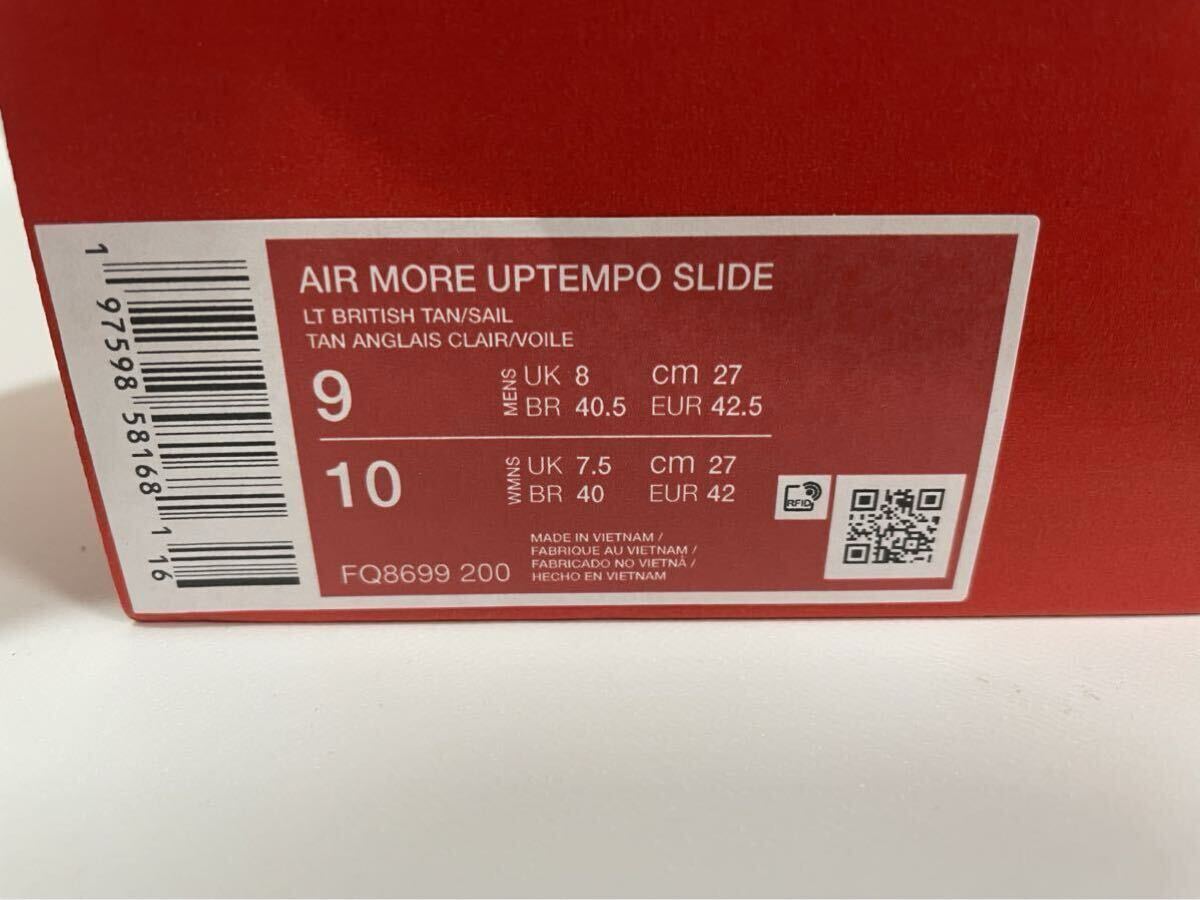 AIR MORE UPTEMPO SLIDE
LT BRITISH TAN/SAIL
TAN ANGLAIS CLAIR/VOILE
9 MENS UK 8 cm 27
BR 40.5 EUR 42.5
10 WMNS UK 7.5 cm 27
BR 40 EUR 42
FQ8699 200
MADE IN VIETNAM /
FABRIQUE AU VIETNAM /
FABRICADO NO VIETNÃ /
HECHO EN VIETNAM
RFID
1 97598 58168 1 16